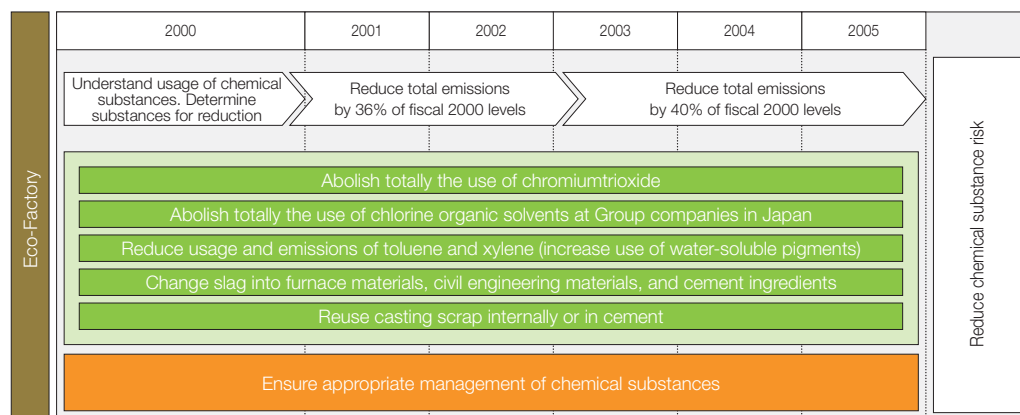 2000
2001
2002
2003
2004
2005
Eco-Factory
Understand usage of chemical
substances. Determine
substances for reduction
Reduce total emissions
by 36% of fiscal 2000 levels
Reduce total emissions
by 40% of fiscal 2000 levels
Abolish totally the use of chromiumtrioxide
Abolish totally the use of chlorine organic solvents at Group companies in Japan
Reduce usage and emissions of toluene and xylene (increase use of water-soluble pigments)
Change slag into furnace materials, civil engineering materials, and cement ingredients
Reuse casting scrap internally or in cement
Ensure appropriate management of chemical substances
Reduce chemical substance risk